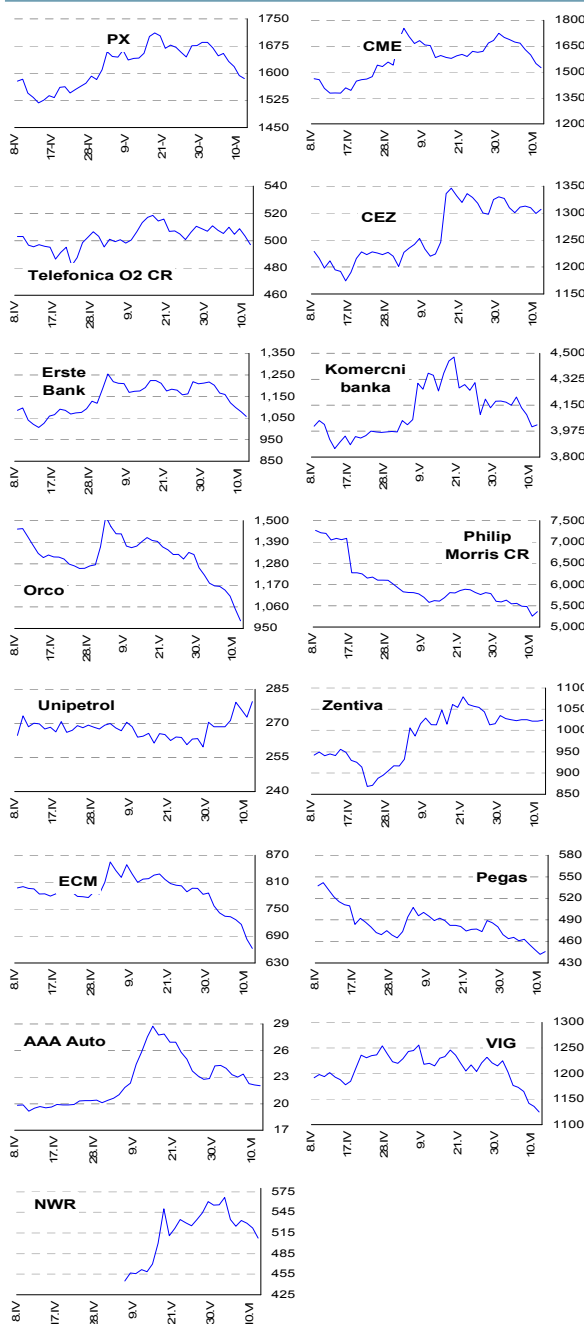 PX
1750
1675
1600
1525
1450
8-IV
17-IV
28-IV
9-V
21-V
30-V
10-VI
CME
1800
1650
1500
1350
1200
8.IV
17.IV
28.IV
9.V
21.V
30.V
10.VI
Telefonica O2 CR
540
520
500
480
460
8.IV
17.IV
28.IV
9.V
21.V
30.V
10.VI
CEZ
1350
1300
1250
1200
1150
8.IV
17.IV
28.IV
9.V
21.V
30.V
10.VI
Erste
Bank
1,350
1,250
1,150
1,050
950
850
8.IV
17.IV
28.IV
9.V
21.V
30.V
10.VI
Komercni
banka
4,500
4,325
4,150
3,975
3,800
8.IV
17.IV
28.IV
9.V
21.V
30.V
10.VI
Orco
1,500
1,390
1,280
1,170
1,060
950
8.IV
17.IV
28.IV
9.V
21.V
30.V
10.VI
Philip
Morris CR
7,500
7,000
6,500
6,000
5,500
5,000
8.IV
17.IV
28.IV
9.V
21.V
30.V
10.VI
Unipetrol
285
270
255
240
8.IV
17.IV
28.IV
9.V
21.V
30.V
10.VI
Zentiva
1100
1050
1000
950
900
850
8.IV
17.IV
28.IV
9.V
21.V
30.V
10.VI
ECM
870
810
750
690
630
8.IV
17.IV
28.IV
9.V
21.V
30.V
10.VI
Pegas
580
550
520
490
460
430
8.IV
17.IV
28.IV
9.V
21.V
30.V
10.VI
AAA Auto
29
26
23
20
17
8.IV
17.IV
28.IV
9.V
21.V
30.V
10.VI
VIG
1300
1250
1200
1150
1100
8.IV
17.IV
28.IV
9.V
21.V
30.V
10.VI
NWR
575
545
515
485
455
425
8.IV
17.IV
28.IV
9.V
21.V
30.V
10.VI